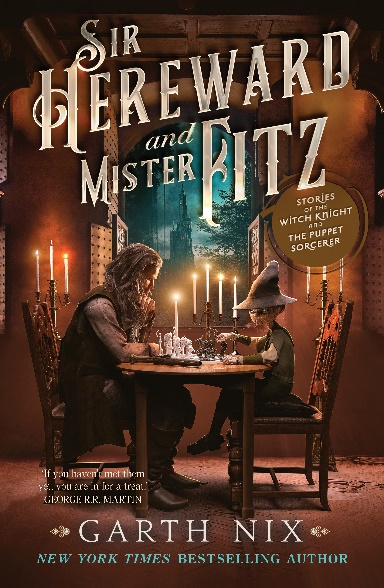 SIR
HEREWARD
and
MISTER FITZ
STORIES
OF THE
WITCH KNIGHT
AND
THE PUPPET
SORCERER
"If you haven't met them
yet, you are in for a treat."
GEORGE R.R. MARTIN
GARTH NIX
NEW YORK TIMES BESTSELLING AUTHOR